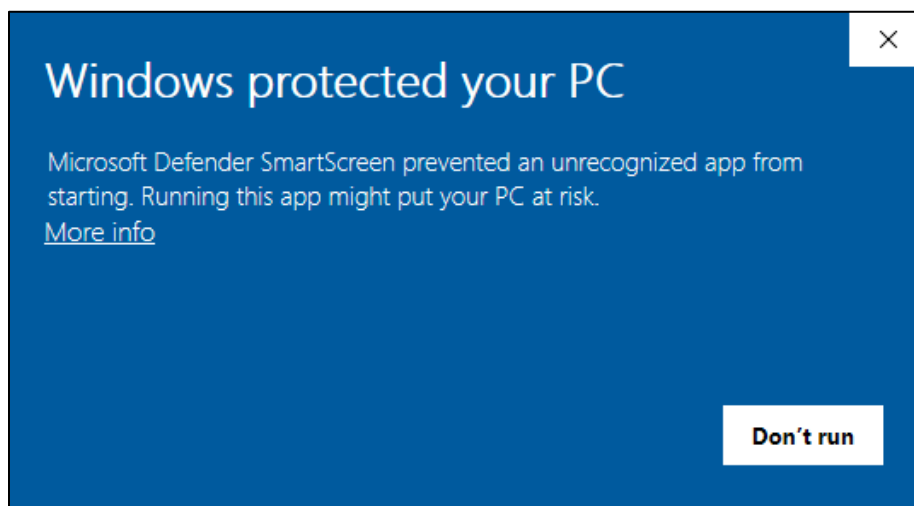 Windows protected your PC
Microsoft Defender SmartScreen prevented an unrecognized app from
starting. Running this app might put your PC at risk.
More info
Don’t run